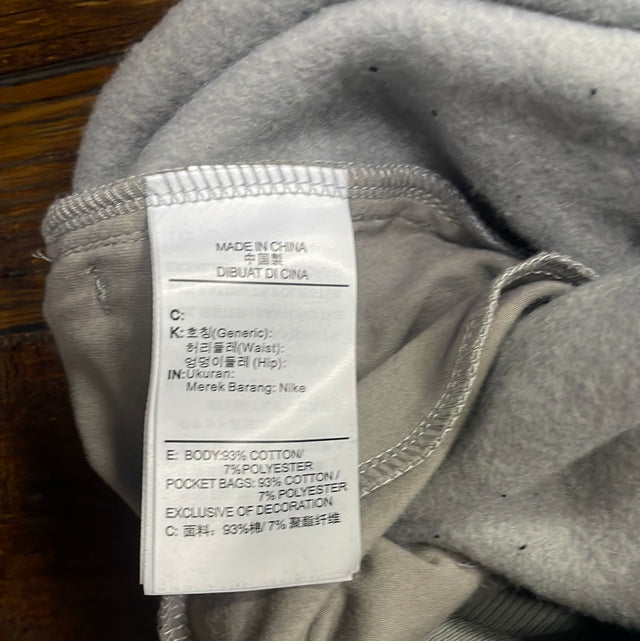 MADE IN CHINA
中国製
DIBUAT DI CINA
C:
K: 호칭(Generic):
허리둘레(Waist):
엉덩이둘레(Hip):
IN: Ukuran:
Merek Barang: Nike
E: BODY:93% COTTON/
7%POLYESTER
POCKET BAGS: 93% COTTON /
7% POLYESTER
EXCLUSIVE OF DECORATION
C: 面料: 93%棉/ 7% 聚酯纤维